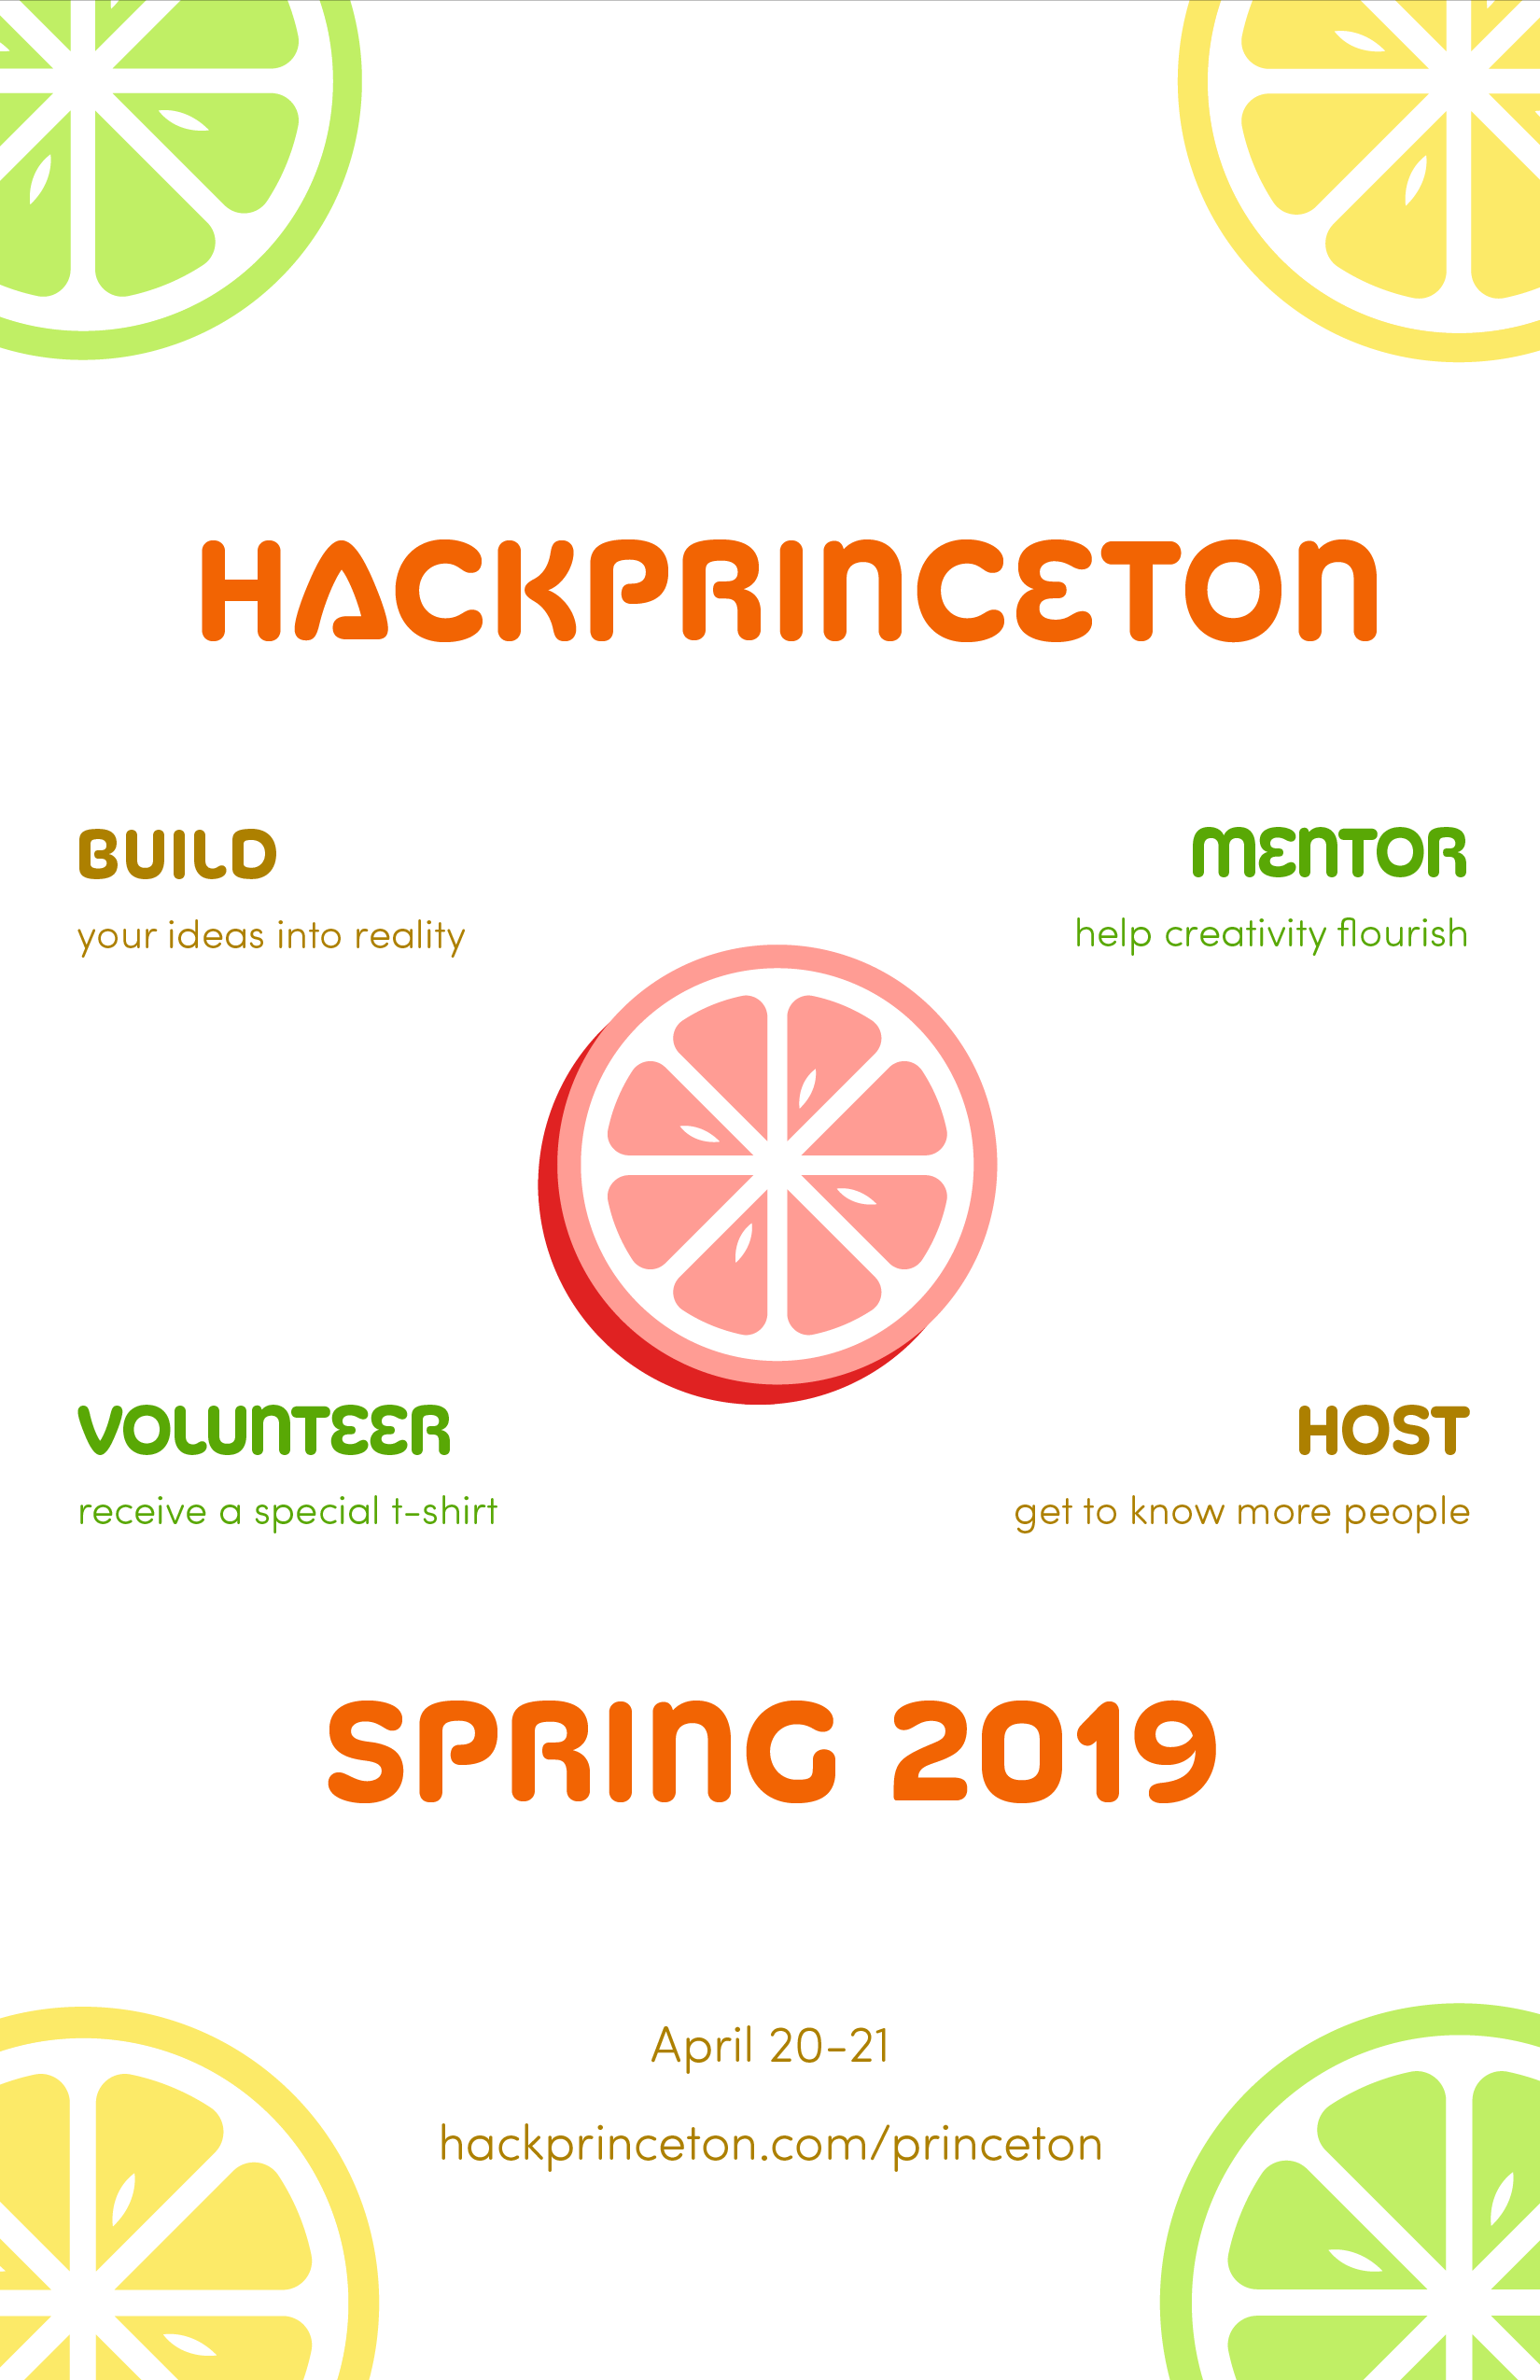 HACKPRINCETON
BUILD
your ideas into reality
MENTOR
help creativity flourish
VOLUNTEER
receive a special t-shirt
HOST
get to know more people
SPRING 2019
April 20-21
hackprinceton.com/princeton